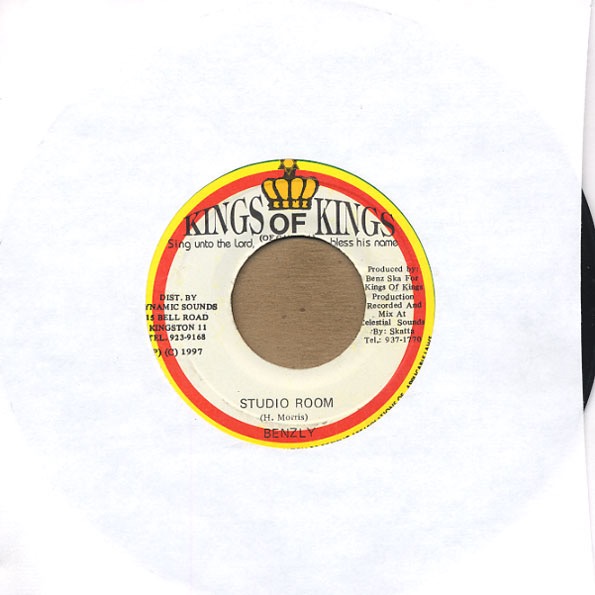 KINGS OF KINGS
Sing unto the Lord, bless his name
Produced by:
Benz Ska For
Kings Of Kings
Production
Recorded And
Mix At
Celestial Sounds
By: Skatta
Tel.: 937-1770
DIST. BY
YNAMIC SOUNDS
15 BELL ROAD
KINGSTON 11
TEL. 923-9168
P) (C) 1997
STUDIO ROOM
(H. Morris)
BENZLY